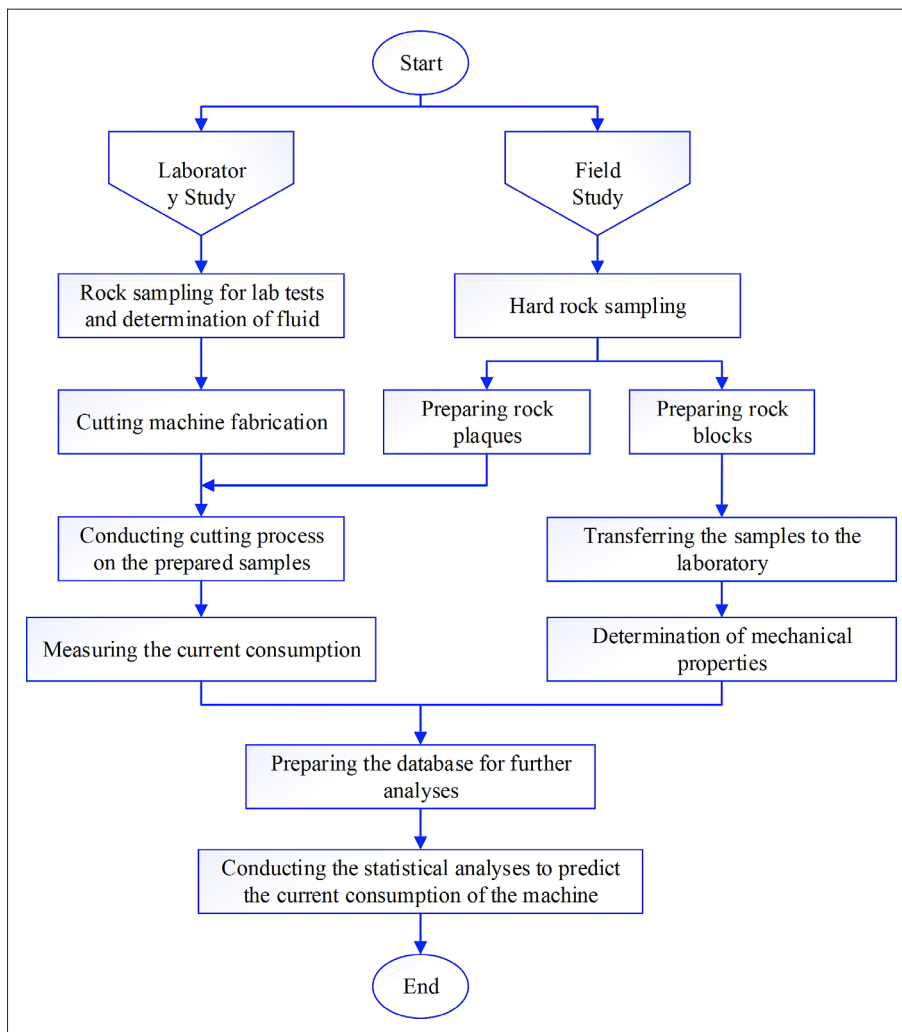 Start
Laborator
y Study
Field
Study
Rock sampling for lab tests
and determination of fluid
Hard rock sampling
Cutting machine fabrication
Preparing rock
plaques
Preparing rock
blocks
Conducting cutting process
on the prepared samples
Transferring the samples to the
laboratory
Measuring the current consumption
Determination of mechanical
properties
Preparing the database for further
analyses
Conducting the statistical analyses to predict
the current consumption of the machine
End